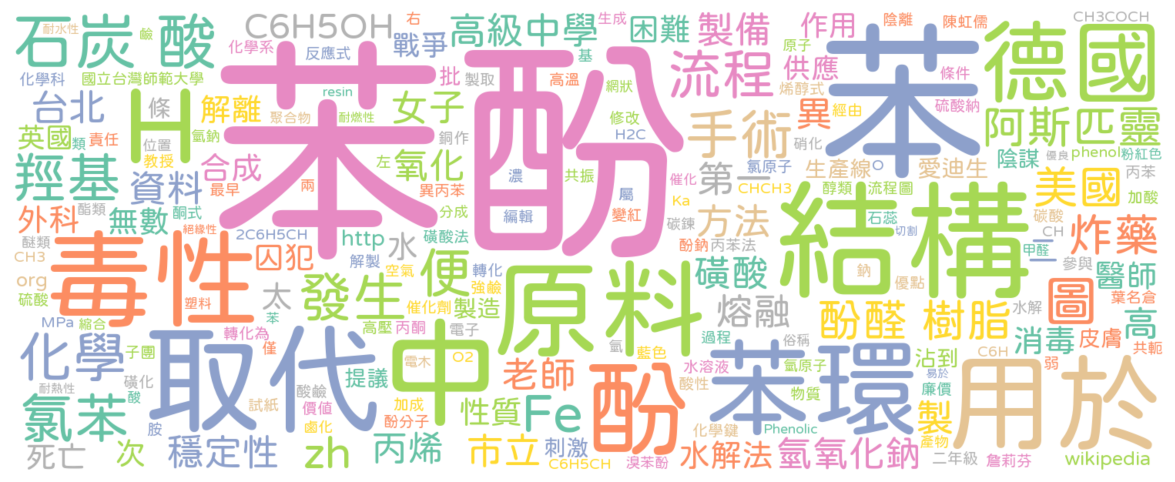 石炭酸
C6H5OH
戰爭
高級中學
困難
製備
作用
陰離
陳虹儒
CH3COCH
耐水性
鹼
右
生成
基
原子
條件
化學系
反應式
批
製取
高溫
流程
供應
烯醇式
德國
化學科
國立台灣師範大學
苯酚
苯
台北
條
解離
resin
聚合物
耐燃性
女子
網狀
修改
經由
硫酸納
異
手術
阿斯匹靈
英國
類
責任
H
位置
氫鈉
教授
銅作
H2C
硝化
氯原子
生產線
O
愛迪生
陰謀
phenol
粉紅色
優良
羥基
資料
合成
最早
兩
左
氧化
異丙苯
濃
共振
催化
CHCH3
第一
醇類
流程圖
美國
丙苯
加酸
外科
酯類
無數
酮式
絕緣性
2C6H5CH
分成
編輯
屬
變紅
Ka
碳鍊
方法
石蕊
切割
結構
碳酸
CH
二
炸藥
醚類
CH3
毒性
囚犯
http
磺酸法
水
解製
空氣
轉化
便
強鹼
原料
酚鈉
丙苯法
磺酸
鈉
優點
甲醛
參與
醫師
org
硫酸
塑料
太
發生
催化劑
製造
熔融
酚醛
樹脂
水解
圖
葉名倉
高
MPa
縮合
苯
轉化為
高壓
丙酮
電子
氫
藍色
過程
俗稱
消毒
皮膚
共軛
化學
子團
僅
取代
中
電木
O2
水溶液
氫原子
苯環
沾到
C6H
弱
用於
耐熱性
磺化
酸
酸鹼
提議
老師
酚
酸性
物質
易於
廉價
氯苯
試紙
價值
加成
酚分子
性質
Fe
化學鍵
Phenolic
製
產物
胺
鹵化
死亡
次
穩定性
zh
丙烯
市立
刺激
C6H5CH
溴苯酚
水解法
氫氧化鈉
二年級
詹莉芬
wikipedia